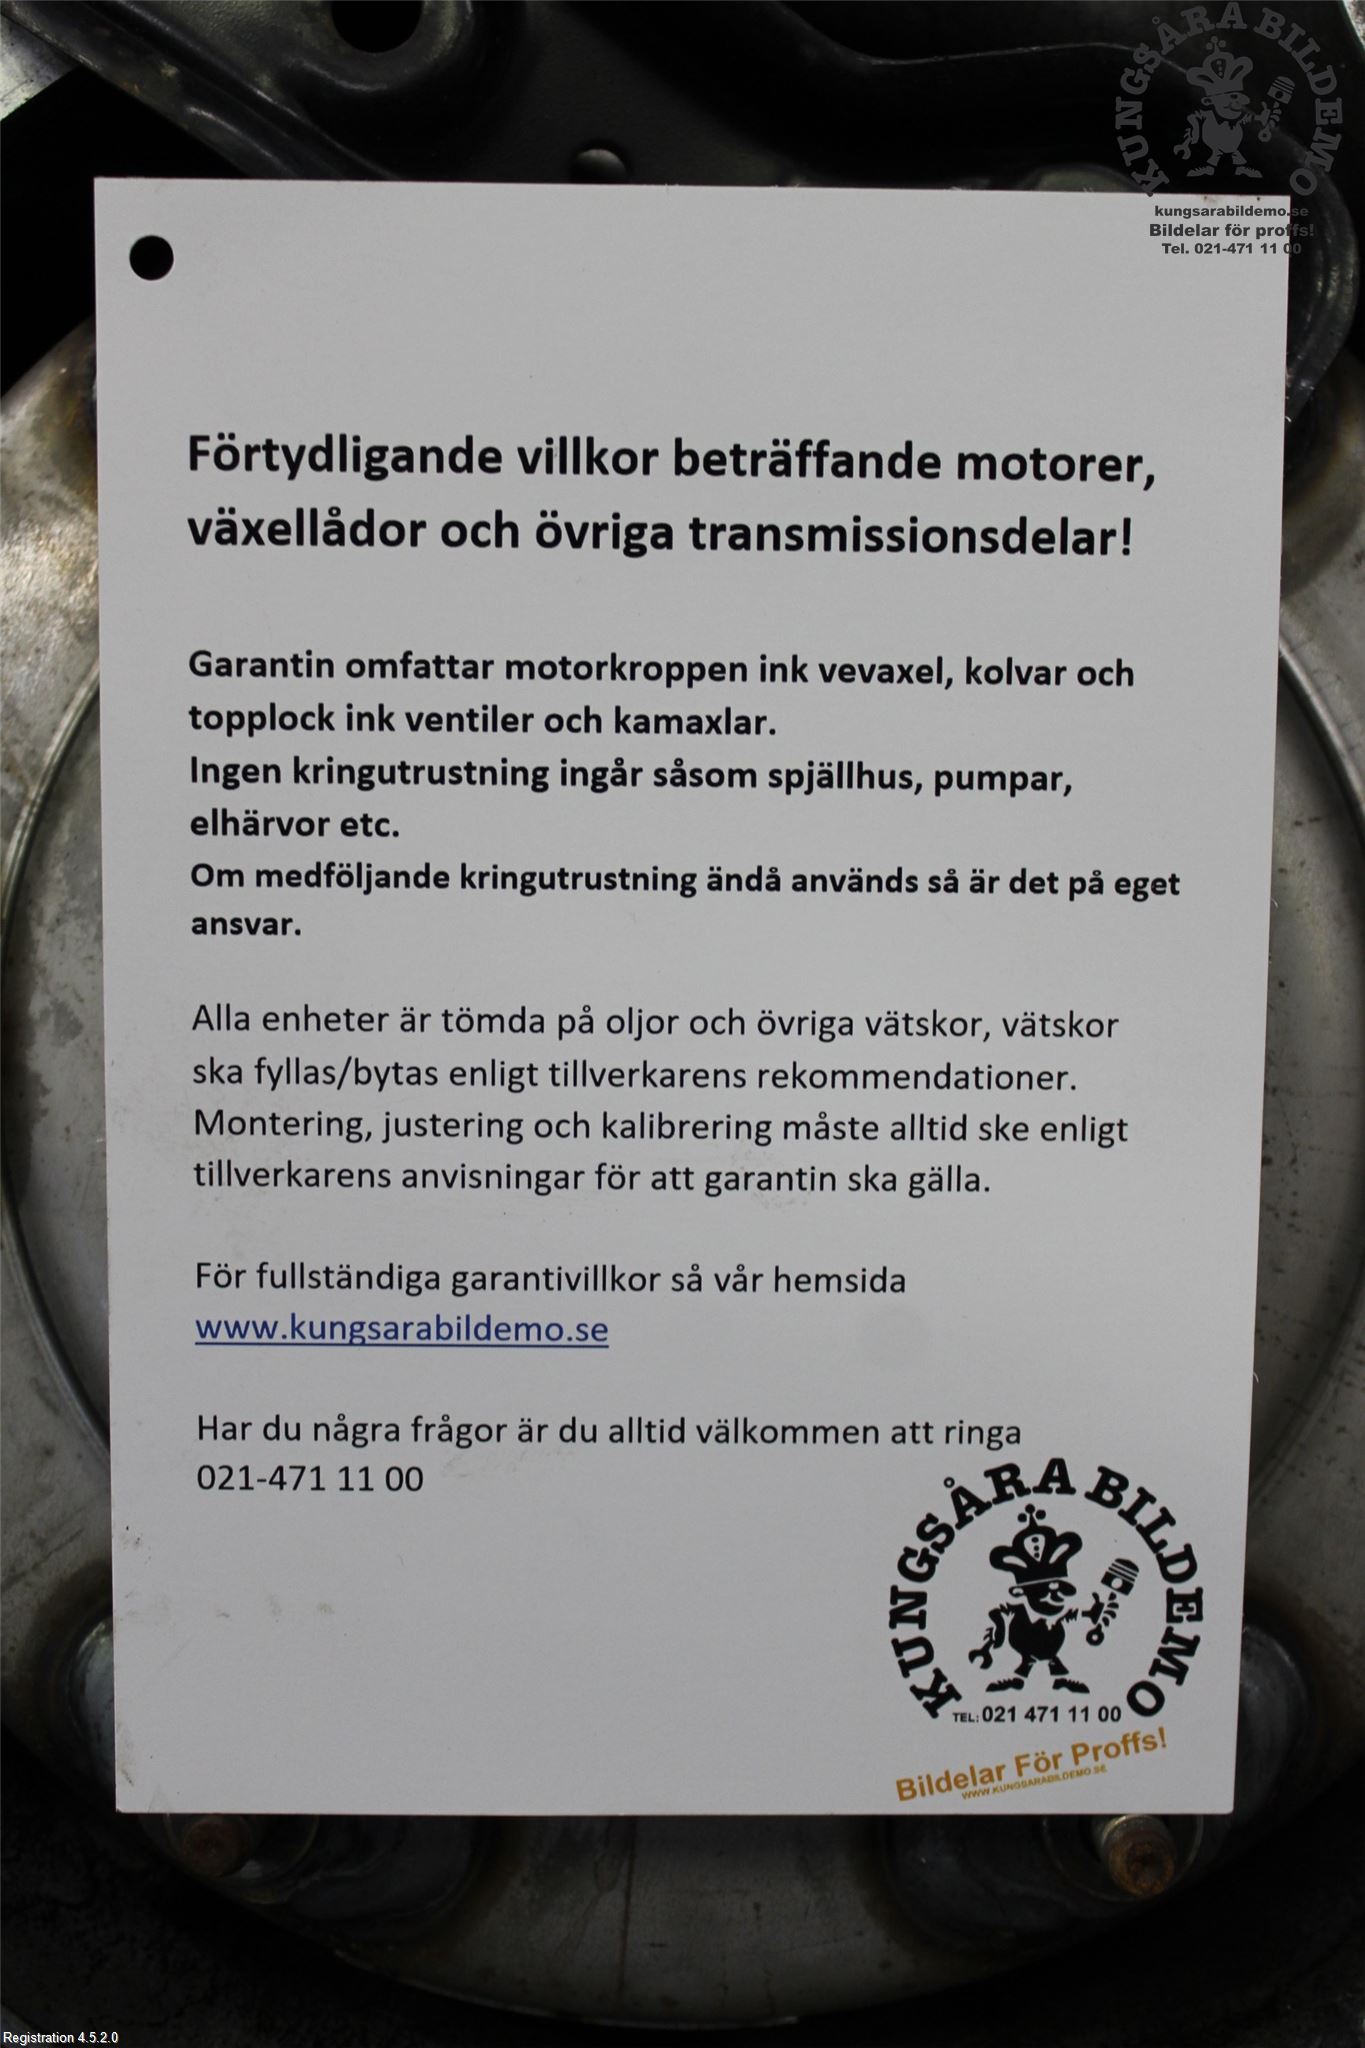 KUNGSÅRA BILDEMO
kungsarabildemo.se
Bildelar för proffs!
Tel. 021-471 11 00
Förtydligande villkor beträffande motorer,
växellådor och övriga transmissionsdelar!
Garantin omfattar motorkroppen ink vevaxel, kolvar och
topplock ink ventiler och kamaxlar.
Ingen kringutrustning ingår såsom spjällhus, pumpar,
elhärvor etc.
Om medföljande kringutrustning ändå används så är det på eget
ansvar.
Alla enheter är tömda på oljor och övriga vätskor, vätskor
ska fyllas/bytas enligt tillverkarens rekommendationer.
Montering, justering och kalibrering måste alltid ske enligt
tillverkarens anvisningar för att garantin ska gälla.
För fullständiga garantivillkor så vår hemsida
www.kungsarabildemo.se
Har du några frågor är du alltid välkommen att ringa
021-471 11 00
KUNGSÅRA BILDEMO
TEL: 021 471 11 00
Bildelar För Proffs!
WWW.KUNGSARABILDEMO.SE
Registration 4.5.2.0